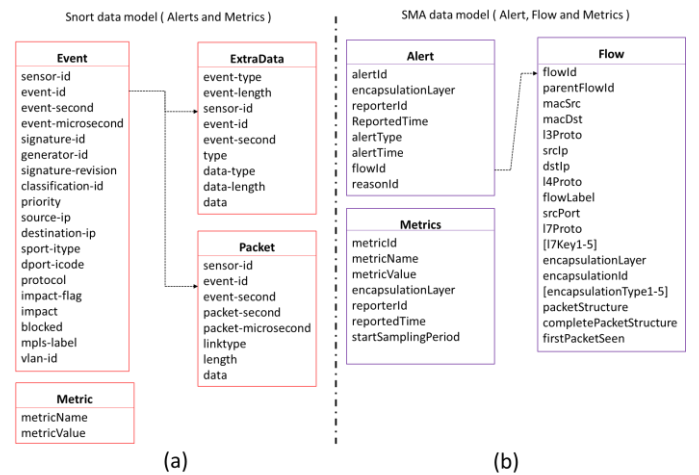 Snort data model ( Alerts and Metrics )
Event
sensor-id
event-id
event-second
event-microsecond
signature-id
generator-id
signature-revision
classification-id
priority
source-ip
destination-ip
sport-itype
dport-icode
protocol
impact-flag
impact
blocked
mpls-label
vlan-id
Metric
metricName
metricValue
ExtraData
event-type
event-length
sensor-id
event-id
event-second
type
data-type
data-length
data
Packet
sensor-id
event-id
event-second
packet-second
packet-microsecond
linktype
length
data
(a)
SMA data model ( Alert, Flow and Metrics )
Alert
alertId
encapsulationLayer
reporterId
ReportedTime
alertType
alertTime
flowId
reasonId
Metrics
metricId
metricName
metricValue
encapsulationLayer
reporterId
reportedTime
startSamplingPeriod
Flow
flowId
parentFlowId
macSrc
macDst
l3Proto
srcIp
dstIp
l4Proto
flowLabel
srcPort
l7Proto
[l7Key1-5]
encapsulationLayer
encapsulationId
[encapsulationType1-5]
packetStructure
completePacketStructure
firstPacketSeen
(b)